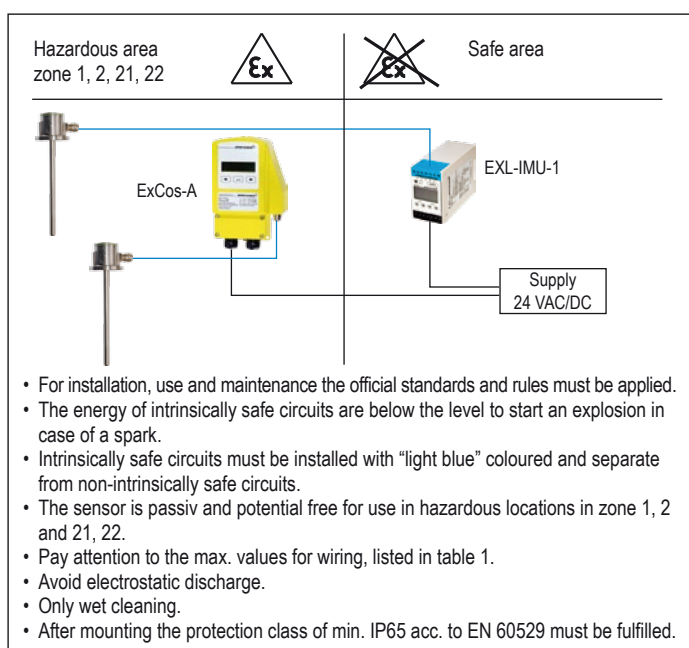 Hazardous area
zone 1, 2, 21, 22
Ex
Ex
Safe area
ExCos-A
EXL-IMU-1
Supply
24 VAC/DC
• For installation, use and maintenance the official standards and rules must be applied.
• The energy of intrinsically safe circuits are below the level to start an explosion in
case of a spark.
• Intrinsically safe circuits must be installed with “light blue” coloured and separate
from non-intrinsically safe circuits.
• The sensor is passiv and potential free for use in hazardous locations in zone 1, 2
and 21, 22.
• Pay attention to the max. values for wiring, listed in table 1.
• Avoid electrostatic discharge.
• Only wet cleaning.
• After mounting the protection class of min. IP65 acc. to EN 60529 must be fulfilled.